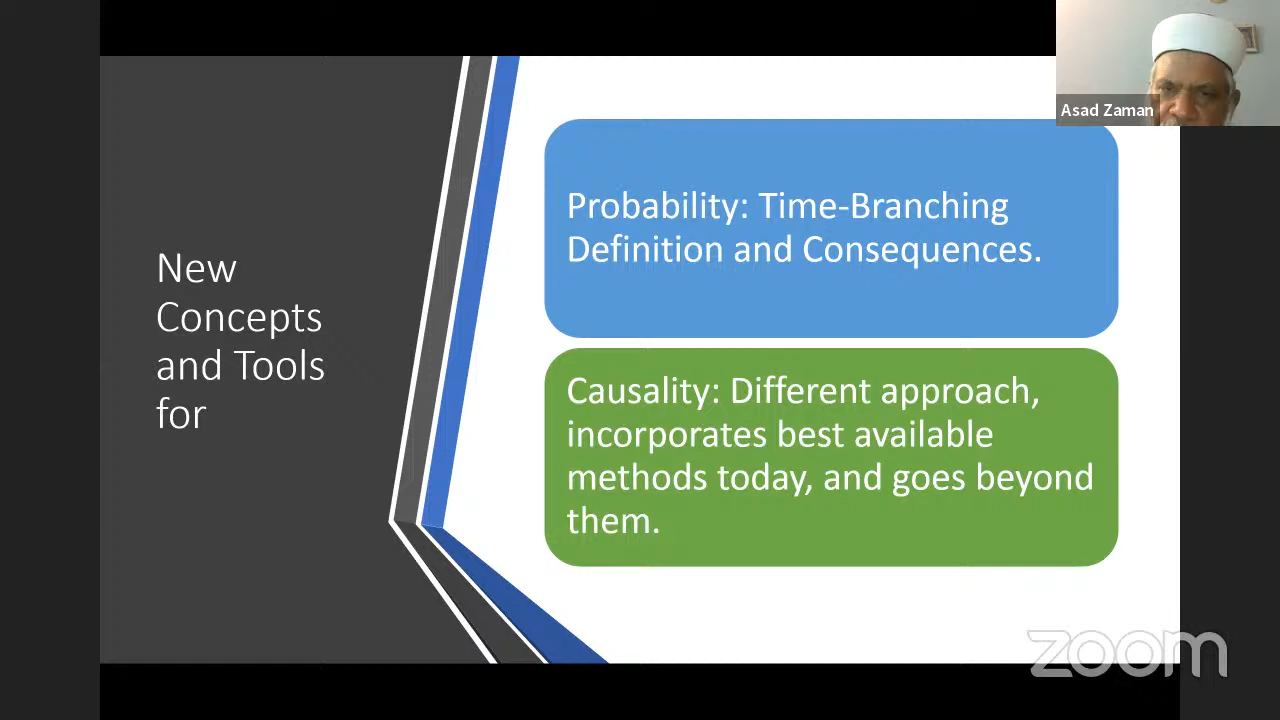 New
Concepts
and Tools
for
Probability: Time-Branching
Definition and Consequences.
Causality: Different approach,
incorporates best available
methods today, and goes beyond
them.
Asad Zaman
zoom